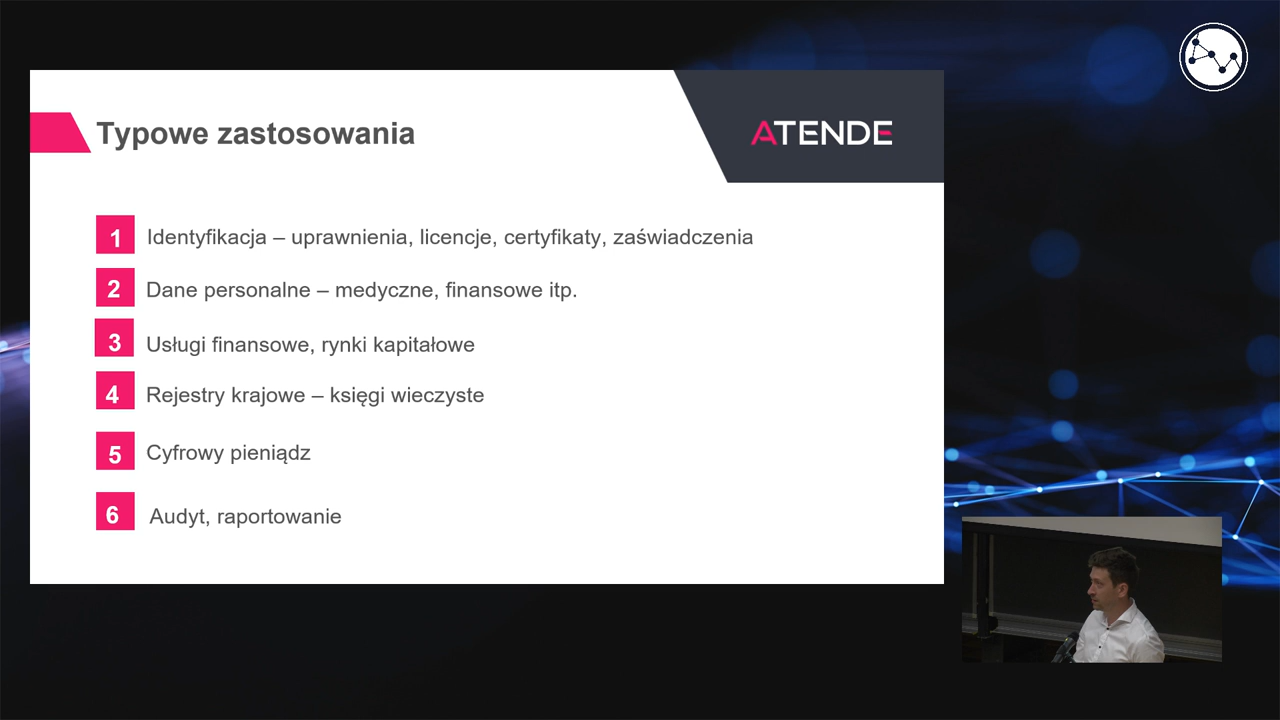 Typowe zastosowania
ATENDE
1 Identyfikacja – uprawnienia, licencje, certyfikaty, zaświadczenia
2 Dane personalne – medyczne, finansowe itp.
3 Usługi finansowe, rynki kapitałowe
4 Rejestry krajowe – księgi wieczyste
5 Cyfrowy pieniądz
6 Audyt, raportowanie